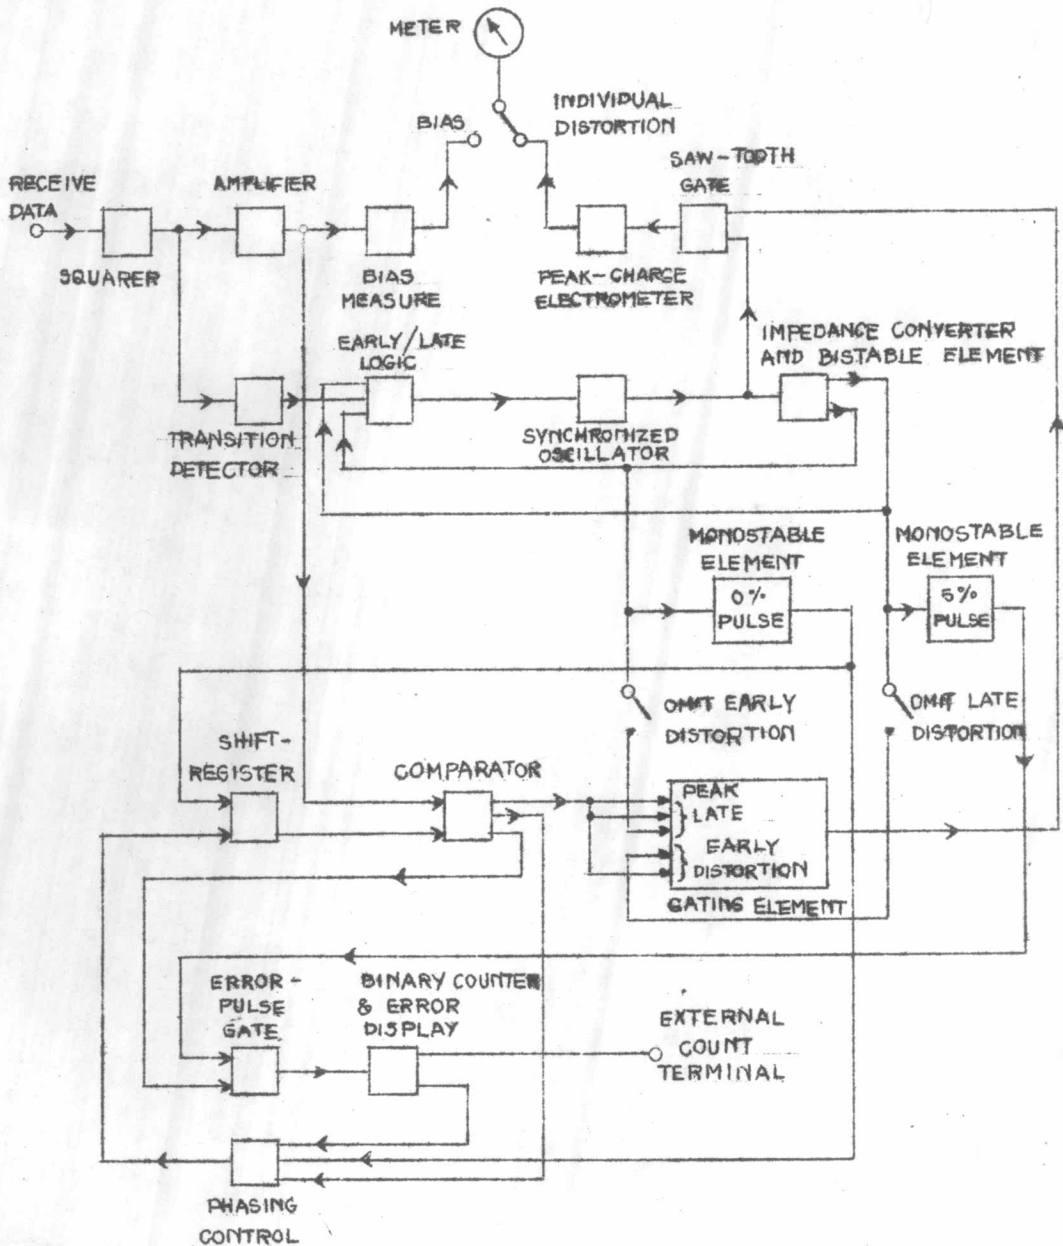 METER
INDIVIDUAL
DISTORTION
BIAS
SAW-TOOTH
GATE
RECEIVE
DATA
AMPLIFIER
SQUARER
BIAS
MEASURE
PEAK-CHARGE
ELECTROMETER
EARLY/LATE
LOGIC
IMPEDANCE CONVERTER
AND BISTABLE ELEMENT
TRANSITION
DETECTOR
SYNCHRONIZED
OSCILLATOR
MONOSTABLE
ELEMENT
0%
PULSE
MONOSTABLE
ELEMENT
5%
PULSE
OMIT EARLY
DISTORTION
OMIT LATE
DISTORTION
SHIFT-
REGISTER
COMPARATOR
PEAK
LATE
EARLY
DISTORTION
GATING ELEMENT
ERROR-
PULSE
GATE
BINARY COUNTER
& ERROR
DISPLAY
EXTERNAL
COUNT
TERMINAL
PHASING
CONTROL